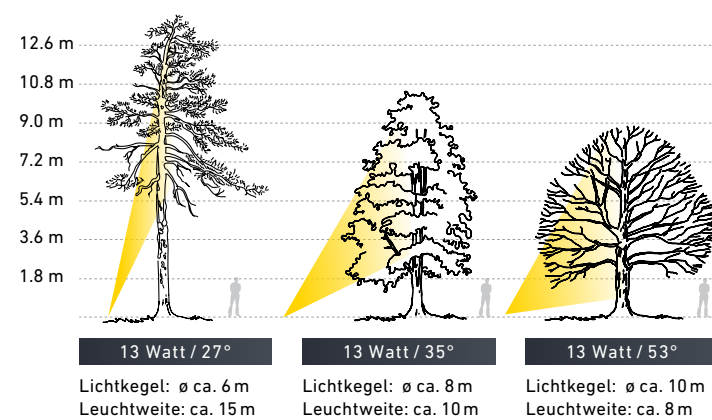 12.6 m
10.8 m
9.0 m
7.2 m
5.4 m
3.6 m
1.8 m
13 Watt / 27°
13 Watt / 35°
13 Watt / 53°
Lichtkegel: ø ca. 6 m
Leuchtweite: ca. 15 m
Lichtkegel: ø ca. 8 m
Leuchtweite: ca. 10 m
Lichtkegel: ø ca. 10 m
Leuchtweite: ca. 8 m